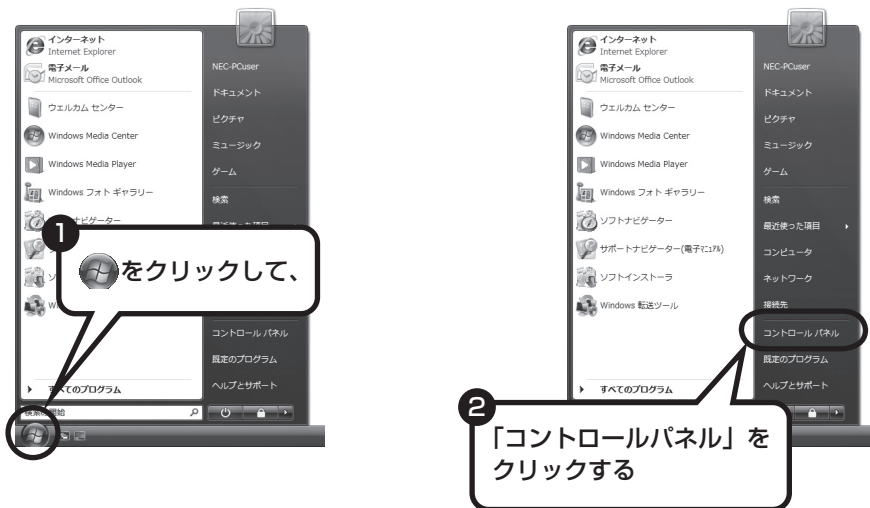 インターネット
Internet Explorer
電子メール
Microsoft Office Outlook
ウェルカム センター
Windows Media Center
Windows Media Player
Windows フォト ギャラリー
すべてのプログラム
NEC-PCuser
ドキュメント
ピクチャ
ミュージック
ゲーム
検索
コントロール パネル
既定のプログラム
ヘルプとサポート
1
をクリックして、
インターネット
Internet Explorer
電子メール
Microsoft Office Outlook
ウェルカム センター
Windows Media Center
Windows Media Player
Windows フォト ギャラリー
ソフトナビゲーター
サポートナビゲーター(電子マニュアル)
ソフトインストーラ
Windows 転送ツール
すべてのプログラム
NEC-PCuser
ドキュメント
ピクチャ
ミュージック
ゲーム
検索
最近使った項目
コンピュータ
ネットワーク
接続先
コントロール パネル
既定のプログラム
ヘルプとサポート
2
「コントロールパネル」を
クリックする